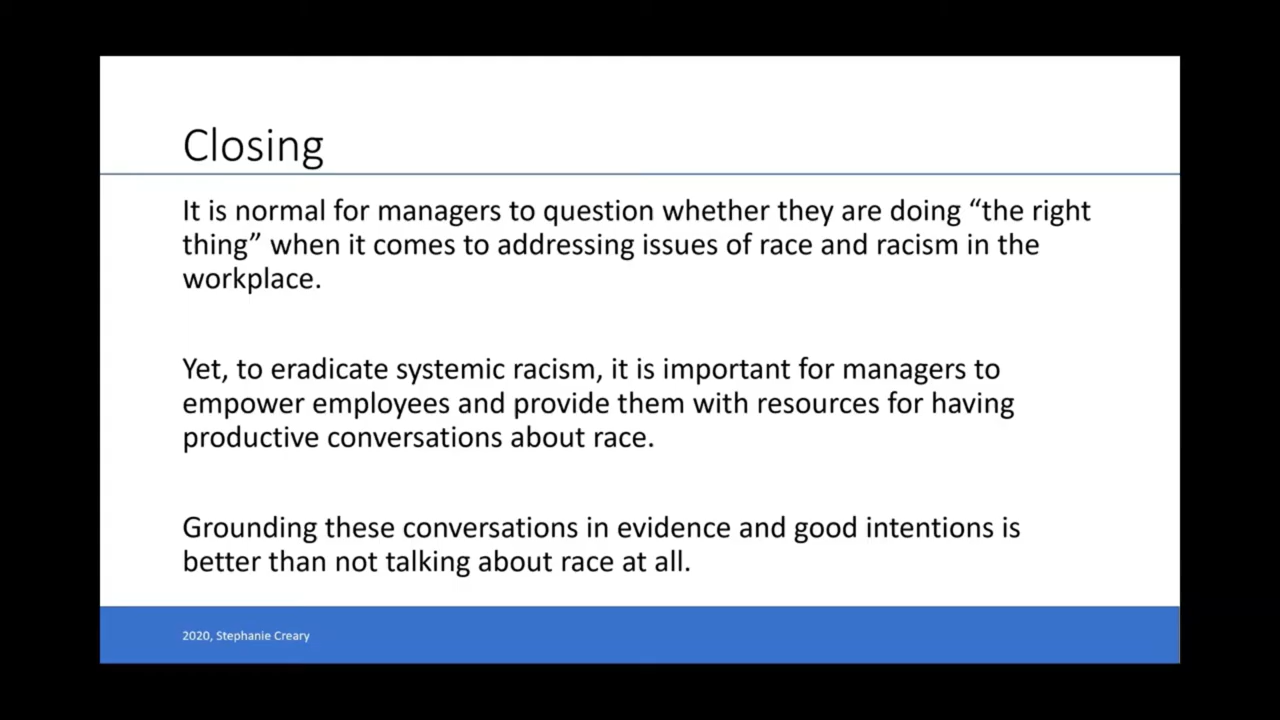 Closing
It is normal for managers to question whether they are doing “the right
thing” when it comes to addressing issues of race and racism in the
workplace.
Yet, to eradicate systemic racism, it is important for managers to
empower employees and provide them with resources for having
productive conversations about race.
Grounding these conversations in evidence and good intentions is
better than not talking about race at all.
2020, Stephanie Creary